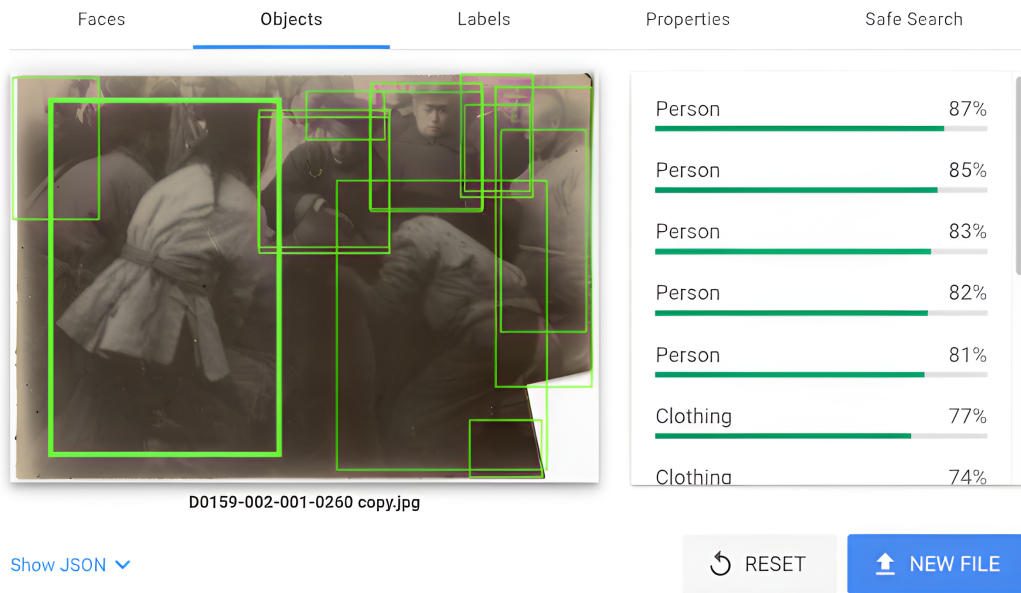 Faces Objects Labels Properties Safe Search
Person 87%
Person 85%
Person 83%
Person 82%
Person 81%
Clothing 77%
Clothing 74%
D0159-002-001-0260 copy.jpg
Show JSON
RESET
NEW FILE